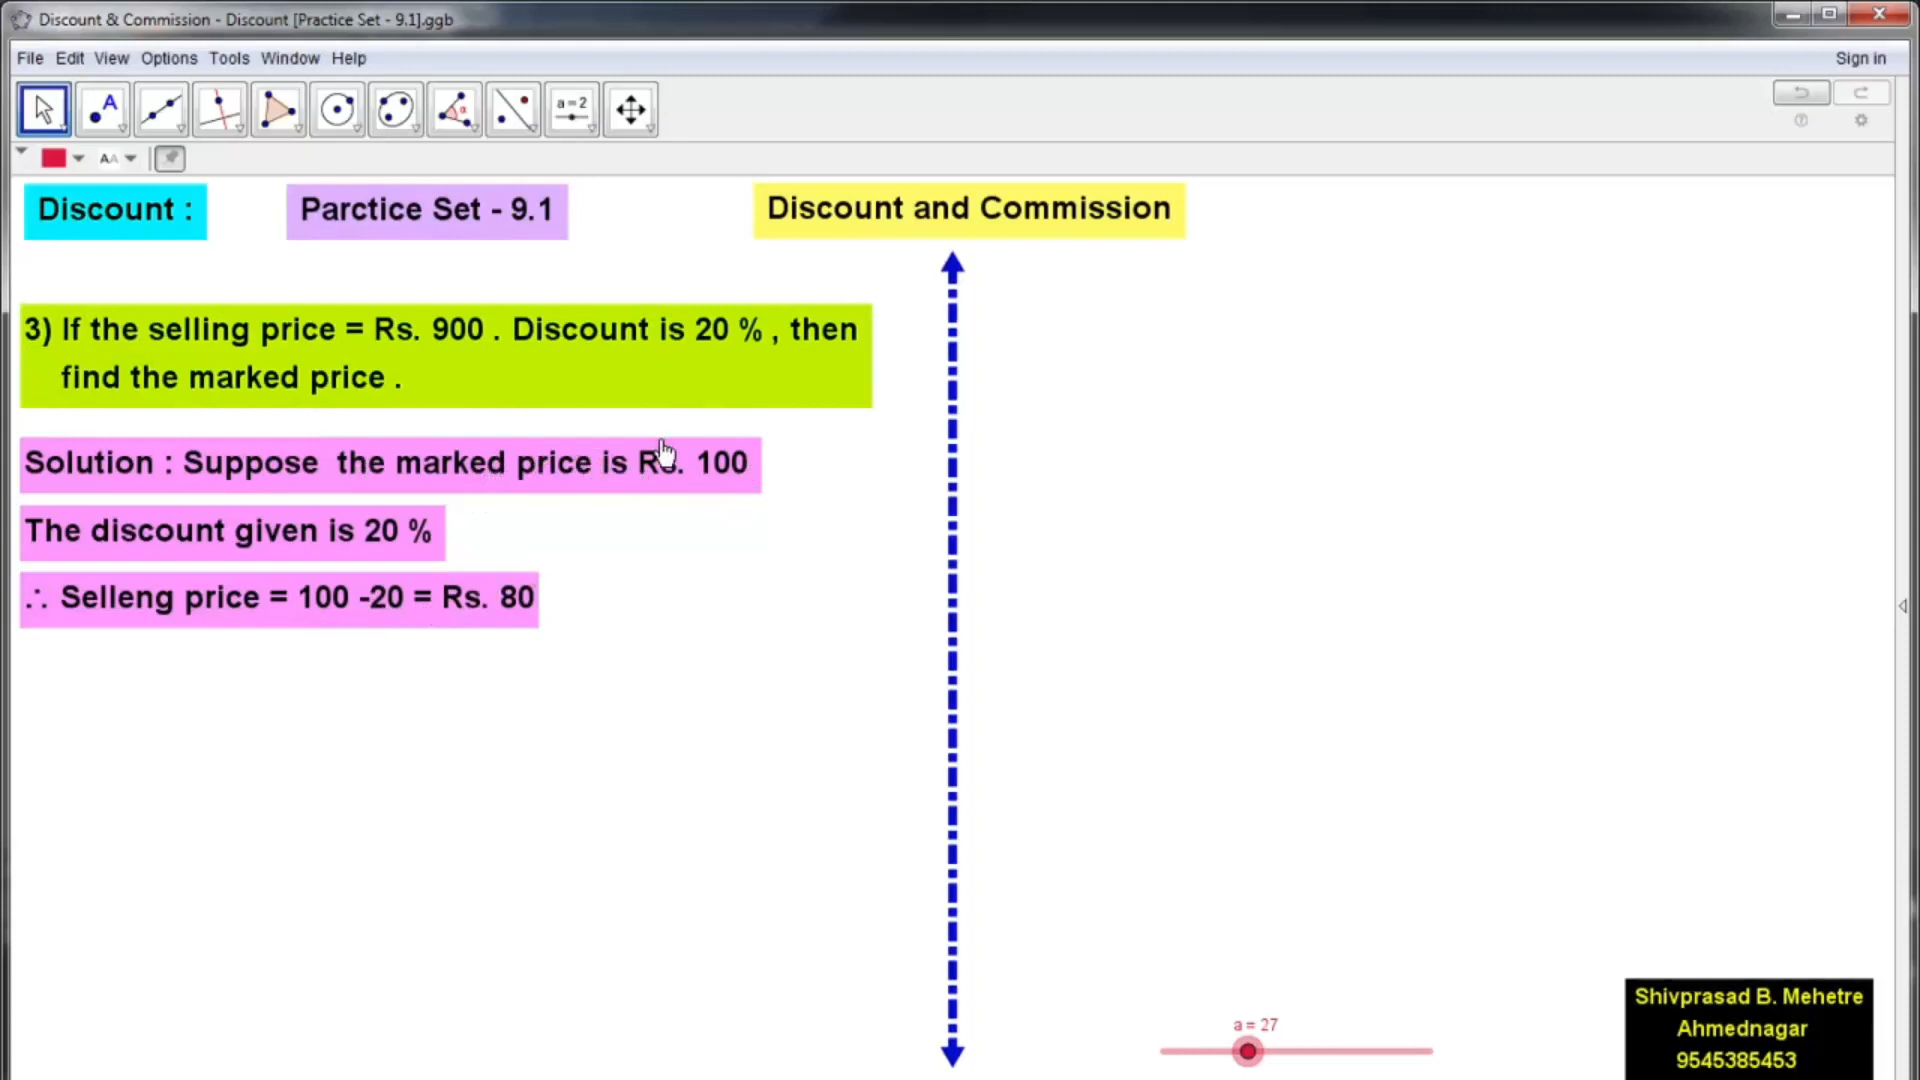 Discount & Commission - Discount [Practice Set - 9.1].ggb
File Edit View Options Tools Window Help
Sign in
A
α
a = 2
AA
Discount :
Parctice Set - 9.1
Discount and Commission
3) If the selling price = Rs. 900 . Discount is 20 % , then
find the marked price .
Solution : Suppose the marked price is Rs. 100
The discount given is 20 %
∴ Selleng price = 100 -20 = Rs. 80
a = 27
Shivprasad B. Mehetre
Ahmednagar
9545385453